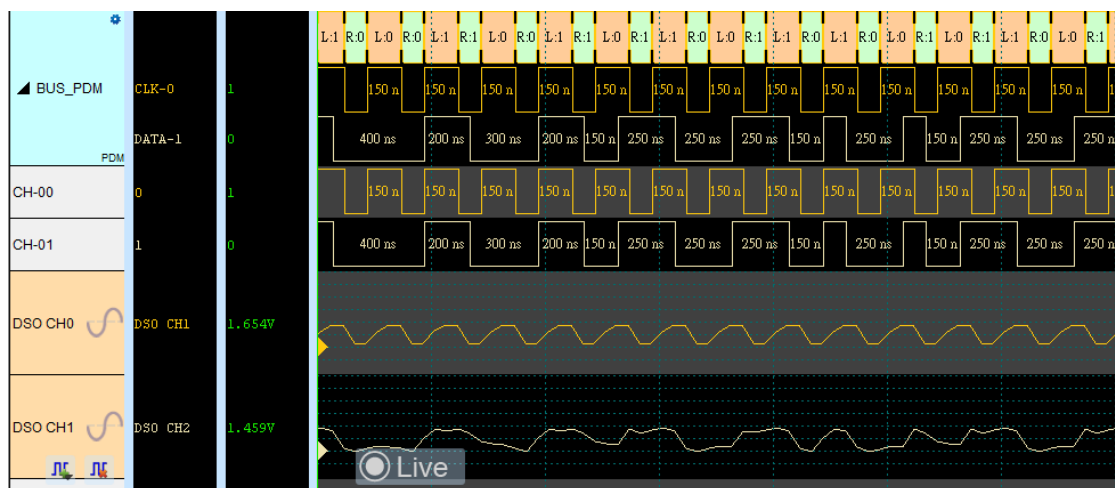 L:1 R:0 L:0 R:0 L:1 R:1 L:0 R:0 L:1 R:1 L:0 R:1 L:1 R:0 L:1 R:0 L:1 R:0 L:1 R:0 L:0 R:1 L:0 R:1 L:1 R:0 L:0 R:1
BUS_PDM CLK-0 1 150 n 150 n 150 n 150 n 150 n 150 n 150 n 150 n 150 n 150 n 150 n 150 n 150 n
DATA-1 0 400 ns 200 ns 300 ns 200 ns 150 n 250 ns 250 ns 250 ns 150 n 250 ns 150 n 250 ns 250 ns 250 n
PDM
CH-00 0 1 150 n 150 n 150 n 150 n 150 n 150 n 150 n 150 n 150 n 150 n 150 n 150 n 150 n
CH-01 1 0 400 ns 200 ns 300 ns 200 ns 150 n 250 ns 250 ns 250 ns 150 n 250 ns 150 n 250 ns 250 ns 250 n
DSO CH0 DSO CH1 1.654V
DSO CH1 DSO CH2 1.459V
Live